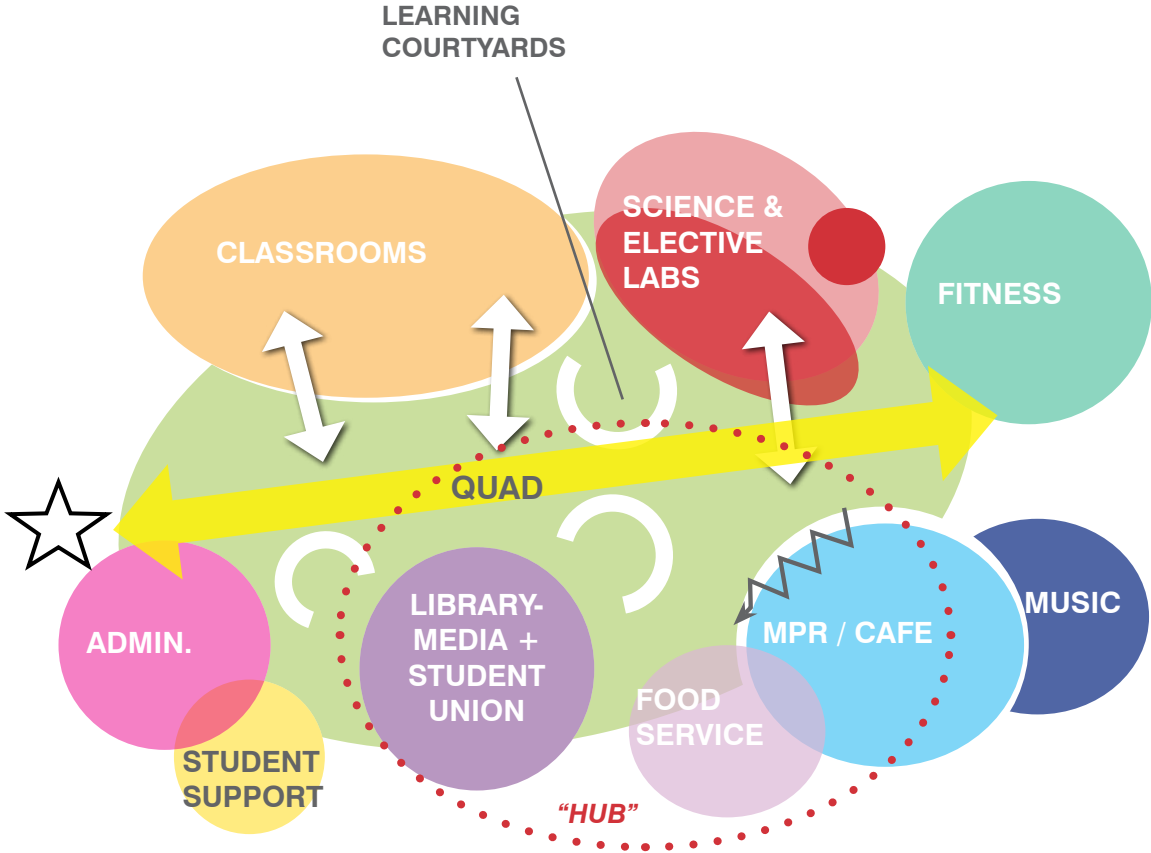 LEARNING
COURTYARDS
CLASSROOMS
SCIENCE &
ELECTIVE
LABS
FITNESS
QUAD
LIBRARY-
MEDIA +
STUDENT
UNION
MUSIC
MPR / CAFE
ADMIN.
FOOD
SERVICE
STUDENT
SUPPORT
“HUB”